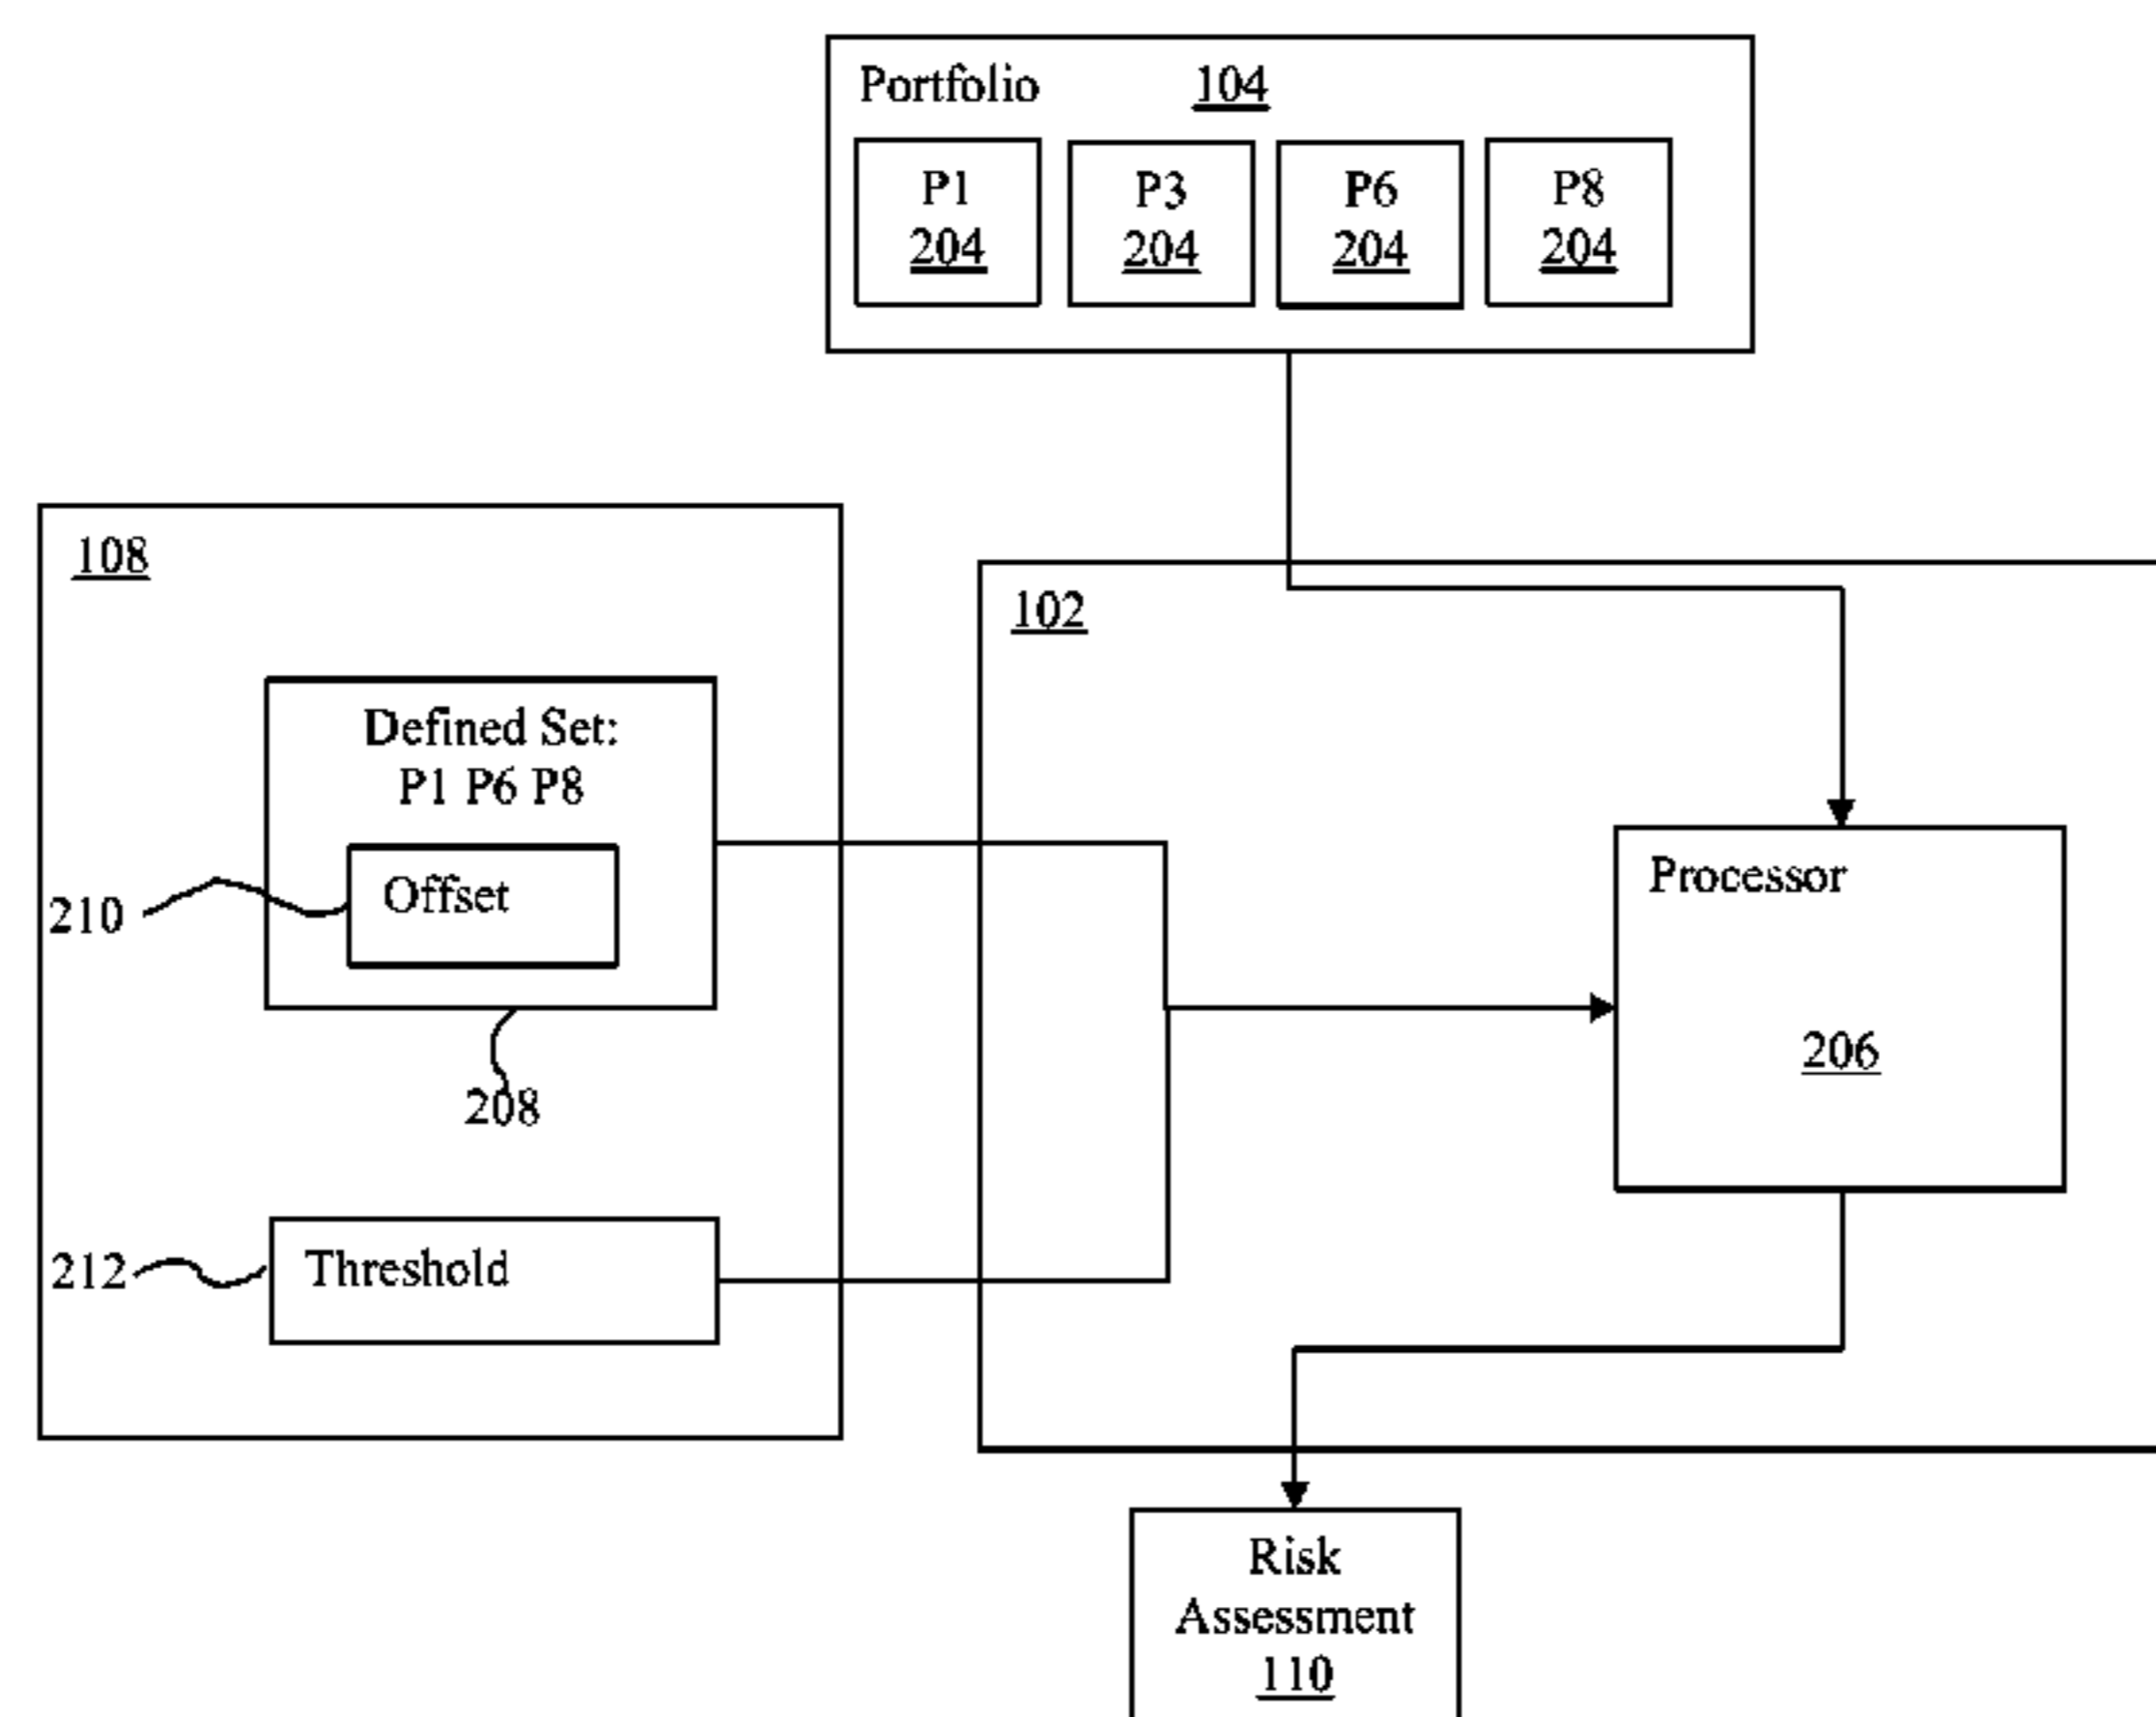 Portfolio 104
P1
204
P3
204
P6
204
P8
204
108
102
Defined Set:
P1 P6 P8
Offset
210
208
Processor
206
212
Threshold
Risk
Assessment
110